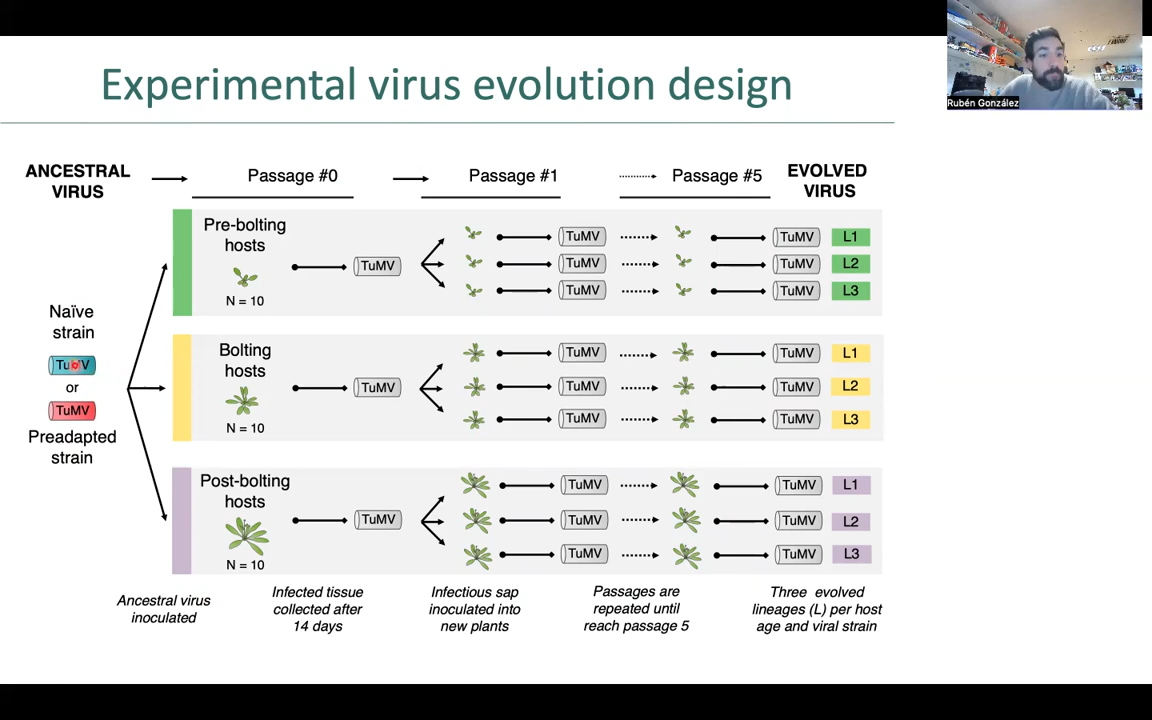 Experimental virus evolution design
Rubén González
ANCESTRAL
VIRUS
Passage #0
Passage #1
Passage #5
EVOLVED
VIRUS
Pre-bolting
hosts
N = 10
TuMV
TuMV
TuMV
TuMV
TuMV
TuMV
TuMV
L1
L2
L3
Naïve
strain
TuMV
or
TuMV
Preadapted
strain
Bolting
hosts
N = 10
TuMV
TuMV
TuMV
TuMV
TuMV
TuMV
TuMV
L1
L2
L3
Post-bolting
hosts
N = 10
TuMV
TuMV
TuMV
TuMV
TuMV
TuMV
TuMV
L1
L2
L3
Ancestral virus
inoculated
Infected tissue
collected after
14 days
Infectious sap
inoculated into
new plants
Passages are
repeated until
reach passage 5
Three evolved
lineages (L) per host
age and viral strain